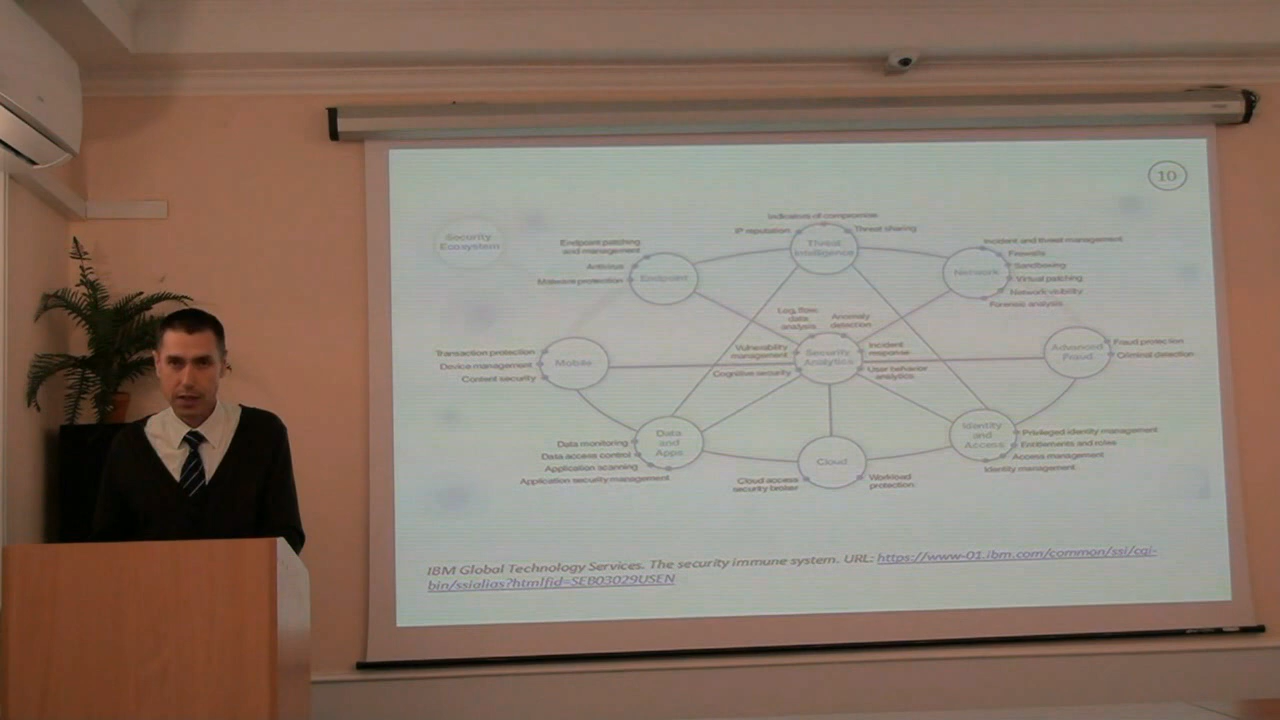 10
Security
Ecosystem
Indicators of compromise
IP reputation
Threat sharing
Threat
Intelligence
Endpoint patching
and management
Antivirus
Malware protection
Endpoint
Incident and threat management
Firewalls
Sandboxing
Virtual patching
Network visibility
Forensic analysis
Network
Log, flow,
data
analysis
Anomaly
detection
Vulnerability
management
Incident
response
Cognitive security
User behavior
analytics
Security
Analytics
Transaction protection
Device management
Content security
Mobile
Advanced
Fraud
Fraud protection
Criminal detection
Data monitoring
Data access control
Application scanning
Application security management
Data
and
Apps
Cloud
Cloud access
security broker
Workload
protection
Identity
and
Access
Privileged identity management
Entitlements and roles
Access management
Identity management
IBM Global Technology Services. The security immune system. URL: https://www-01.ibm.com/common/ssi/cgi-
bin/ssialias?htmlfid=SEB03029USEN